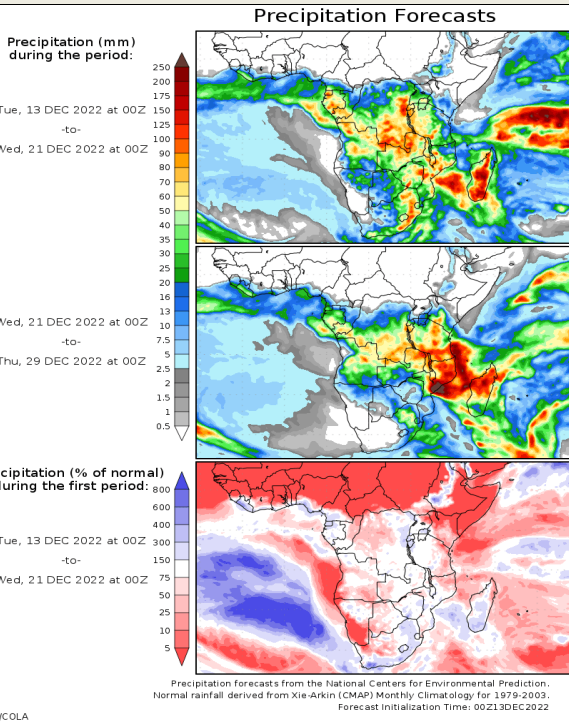 Precipitation Forecasts
Precipitation (mm)
during the period:
Tue, 13 DEC 2022 at 00Z
-to-
Wed, 21 DEC 2022 at 00Z
250
200
175
150
125
100
90
80
70
60
50
40
35
30
25
20
16
13
10
7.5
5
2.5
2
1.5
1
0.5
Wed, 21 DEC 2022 at 00Z
-to-
Thu, 29 DEC 2022 at 00Z
cipitation (% of normal)
during the first period:
Tue, 13 DEC 2022 at 00Z
-to-
Wed, 21 DEC 2022 at 00Z
800
600
400
300
150
75
50
25
10
5
Precipitation forecasts from the National Centers for Environmental Prediction.
Normal rainfall derived from Xie-Arkin (CMAP) Monthly Climatology for 1979-2003.
Forecast Initialization Time: 00Z13DEC2022
/COLA